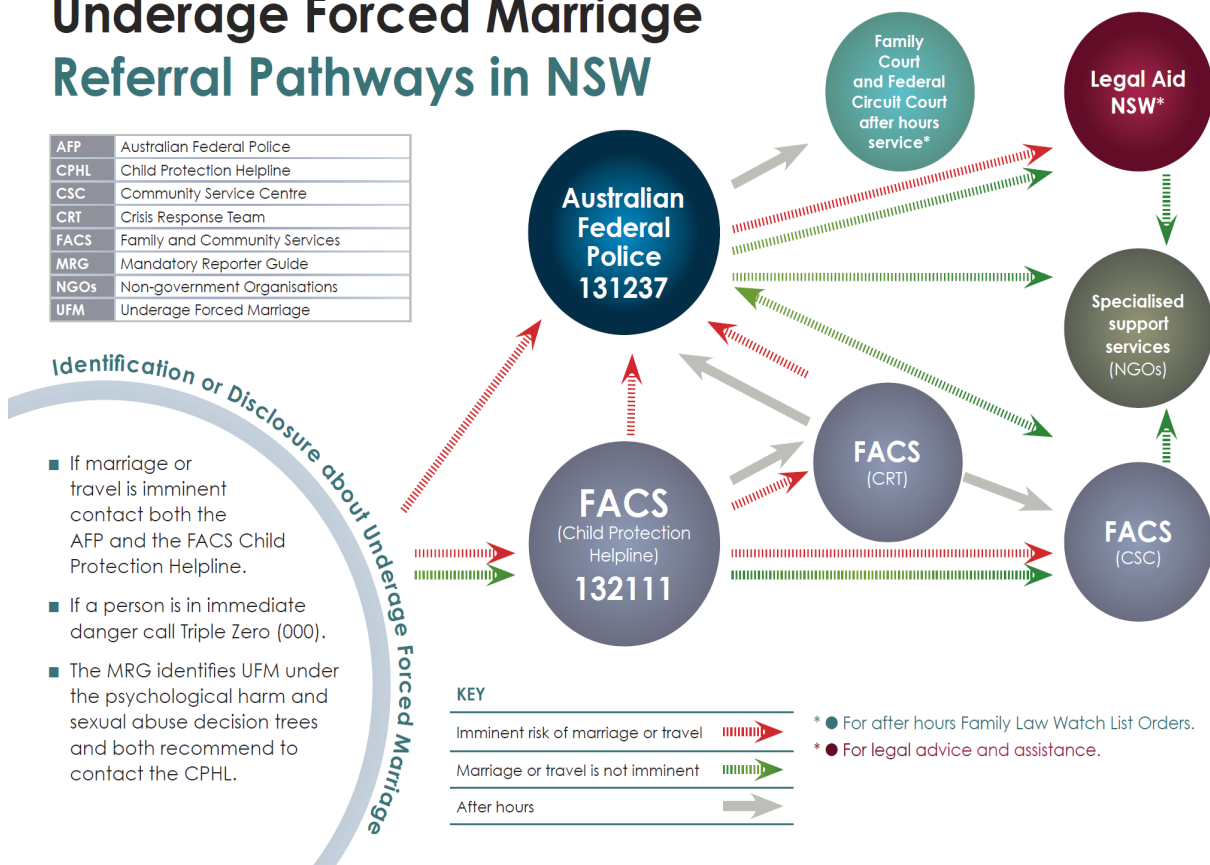 Underage Forced Marriage
Referral Pathways in NSW
AFP Australian Federal Police
CPHL Child Protection Helpline
CSC Community Service Centre
CRT Crisis Response Team
FACS Family and Community Services
MRG Mandatory Reporter Guide
NGOs Non-government Organisations
UFM Underage Forced Marriage
Identification or Disclosure about Underage Forced Marriage
■ If marriage or
travel is imminent
contact both the
AFP and the FACS Child
Protection Helpline.
■ If a person is in immediate
danger call Triple Zero (000).
■ The MRG identifies UFM under
the psychological harm and
sexual abuse decision trees
and both recommend to
contact the CPHL.
Australian
Federal
Police
131237
Family
Court
and Federal
Circuit Court
after hours
service*
Legal Aid
NSW*
Specialised
support
services
(NGOs)
FACS
(CRT)
FACS
(Child Protection
Helpline)
132111
FACS
(CSC)
KEY
Imminent risk of marriage or travel
Marriage or travel is not imminent
After hours
* ● For after hours Family Law Watch List Orders.
* ● For legal advice and assistance.